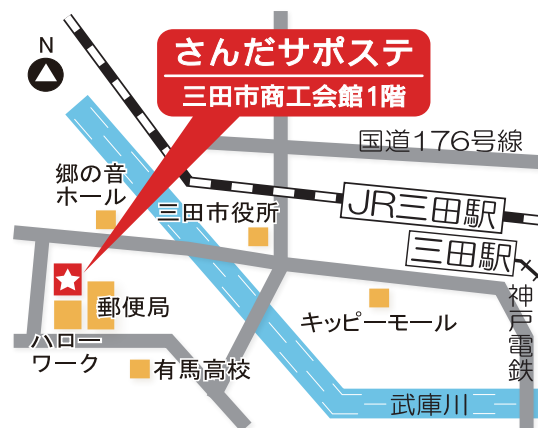 N
さんだサポステ
三田市商工会館1階
国道176号線
郷の音
ホール
三田市役所
JR三田駅
三田駅
神戸電鉄
郵便局
ハロー
ワーク
キッピーモール
有馬高校
武庫川